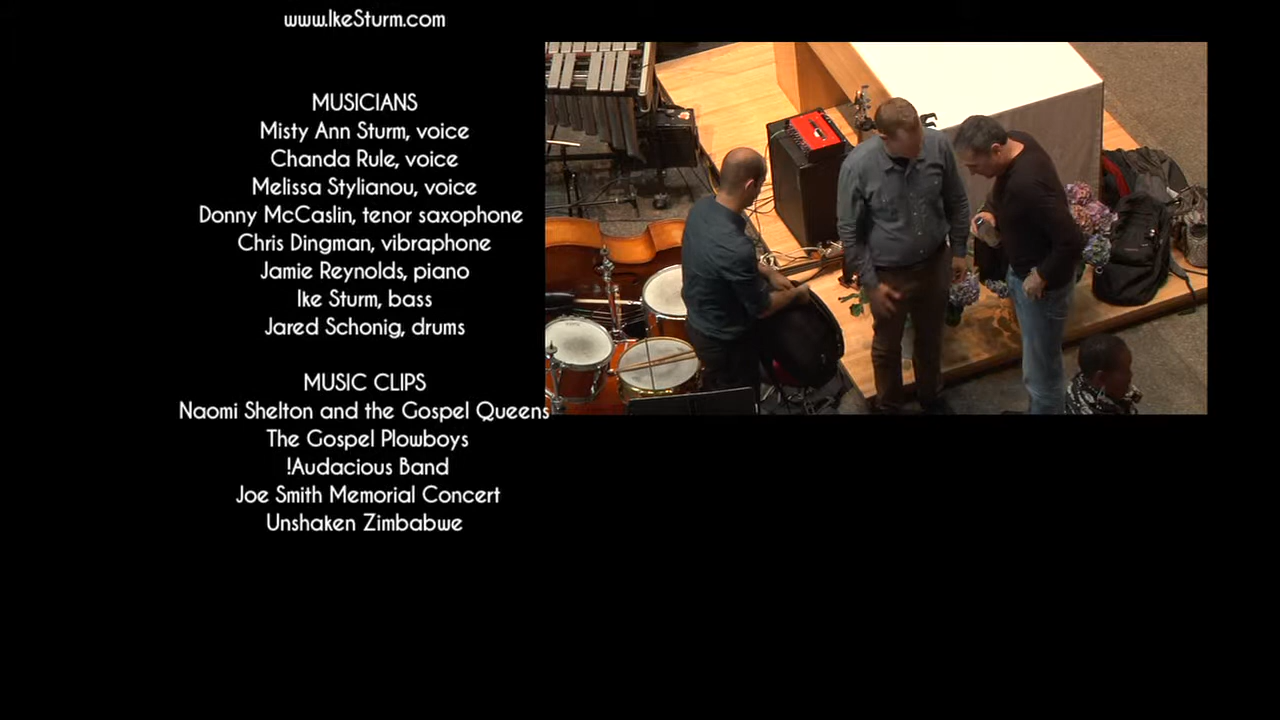 www.IkeSturm.com
MUSICIANS
Misty Ann Sturm, voice
Chanda Rule, voice
Melissa Stylianou, voice
Donny McCaslin, tenor saxophone
Chris Dingman, vibraphone
Jamie Reynolds, piano
Ike Sturm, bass
Jared Schonig, drums
MUSIC CLIPS
Naomi Shelton and the Gospel Queens
The Gospel Plowboys
!Audacious Band
Joe Smith Memorial Concert
Unshaken Zimbabwe